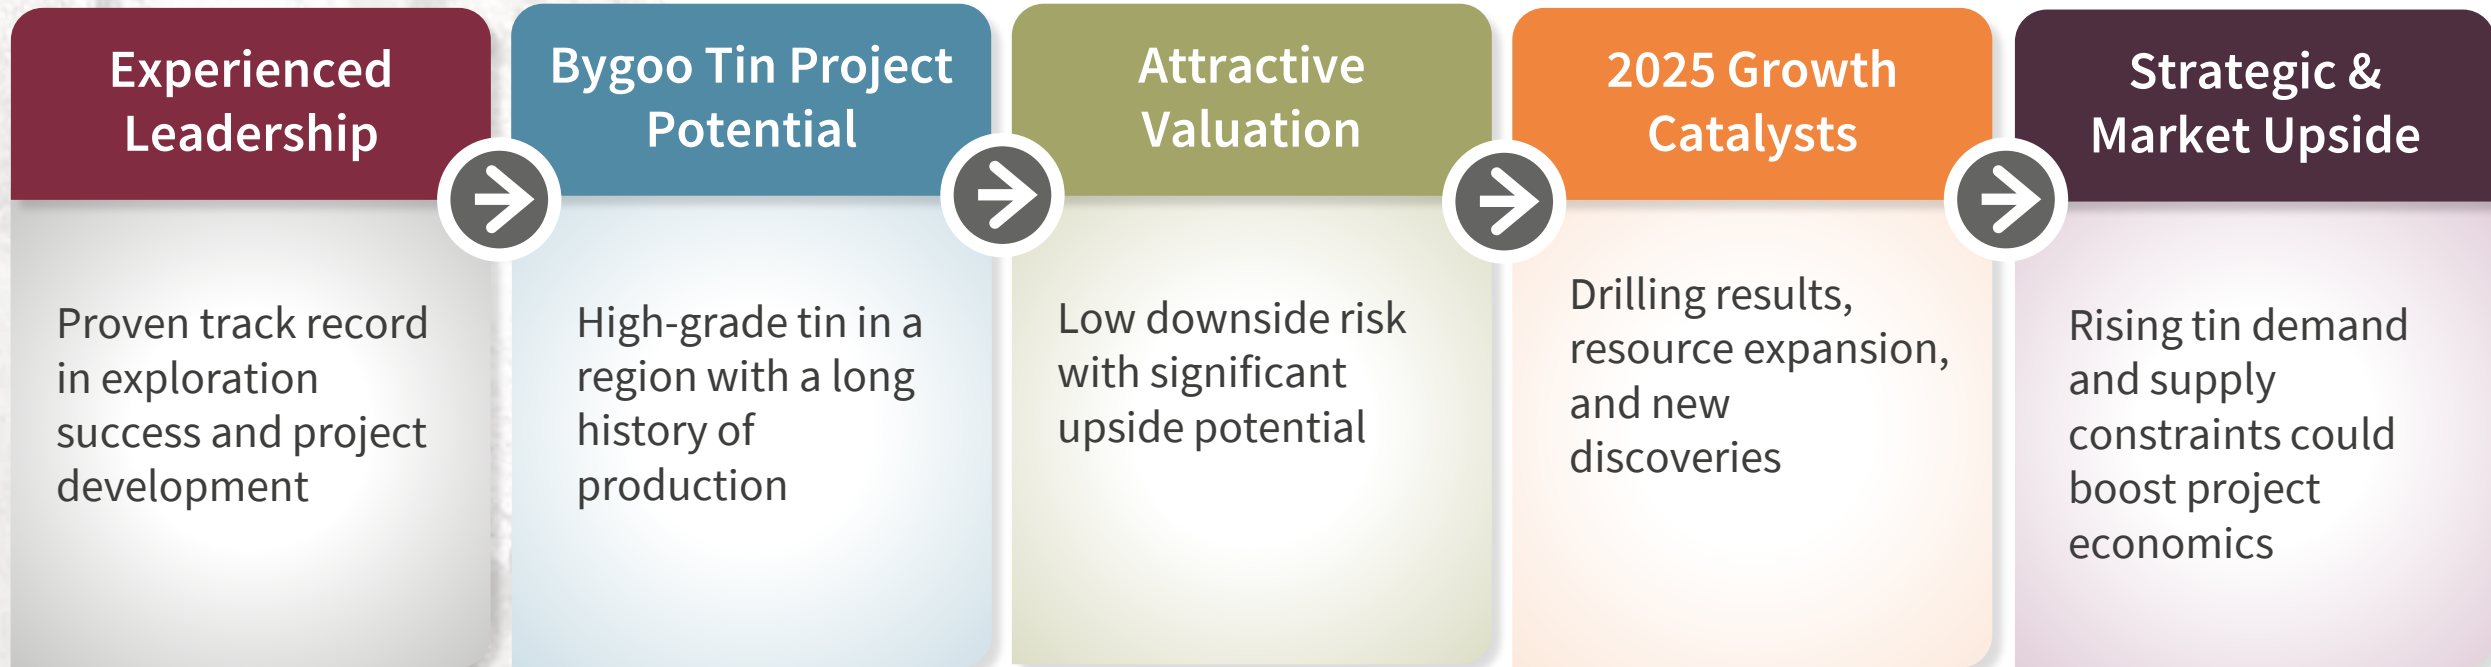 Experienced
Leadership
Proven track record
in exploration
success and project
development
Bygoo Tin Project
Potential
High-grade tin in a
region with a long
history of
production
Attractive
Valuation
Low downside risk
with significant
upside potential
2025 Growth
Catalysts
Drilling results,
resource expansion,
and new
discoveries
Strategic &
Market Upside
Rising tin demand
and supply
constraints could
boost project
economics